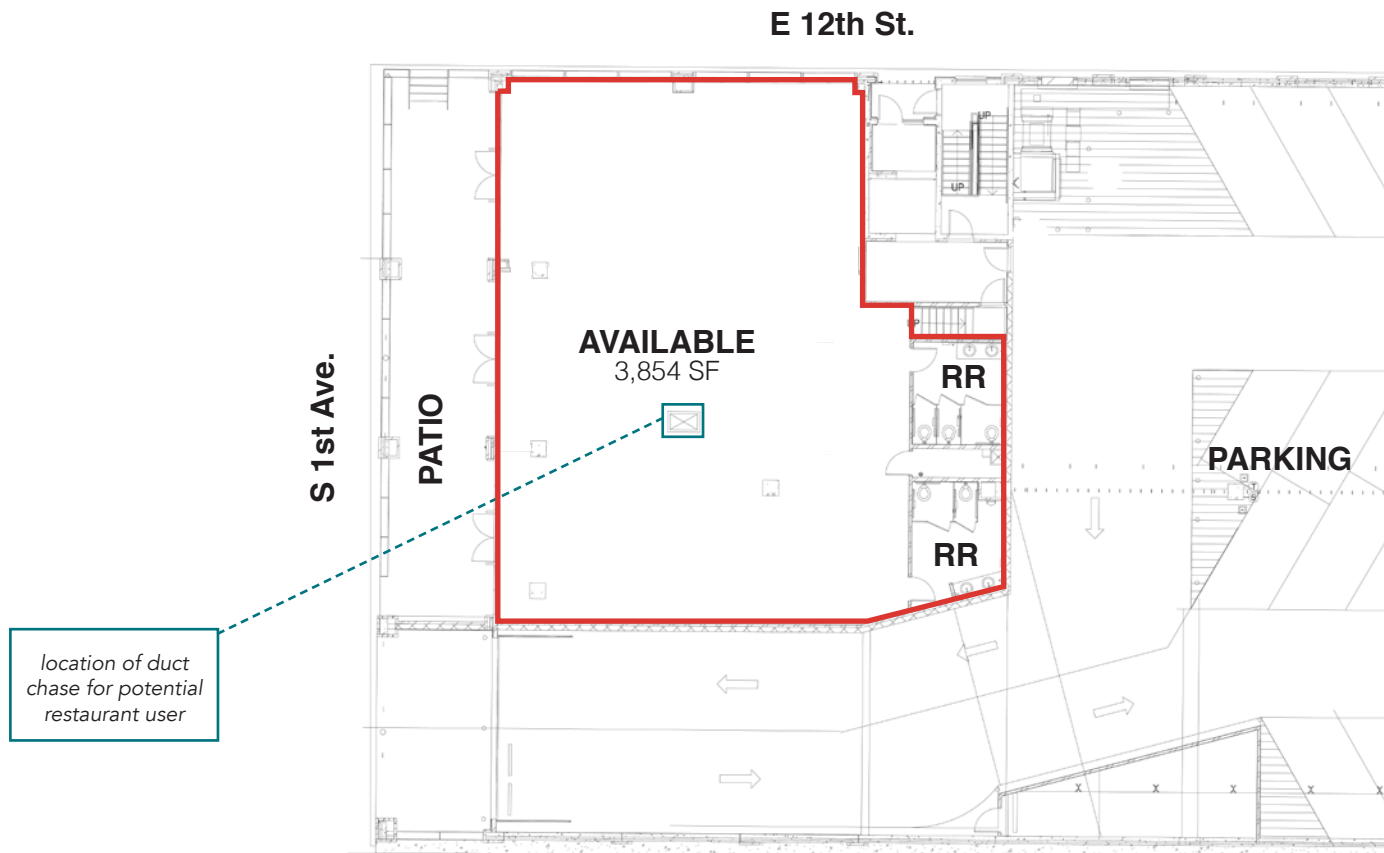 E 12th St.
UP
UP
AVAILABLE
3,854 SF
RR
S 1st Ave.
PATIO
PARKING
RR
location of duct
chase for potential
restaurant user
X X X X X